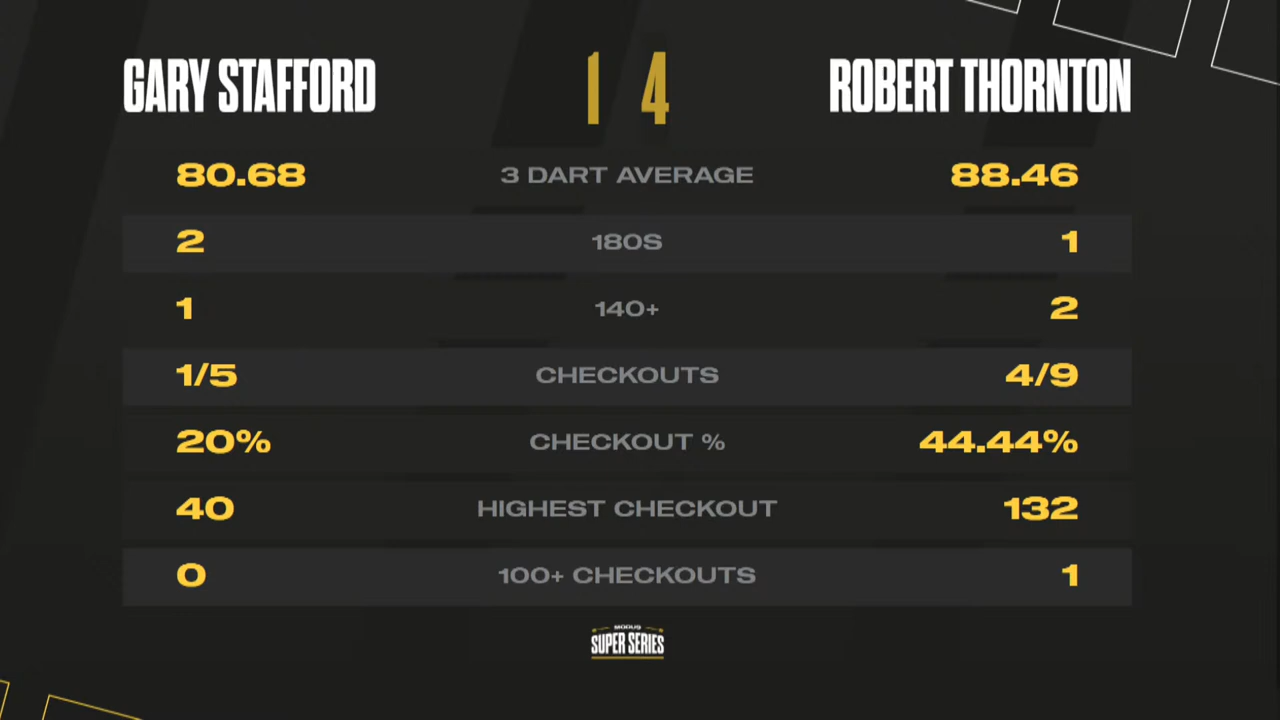 GARY STAFFORD 1 4 ROBERT THORNTON
80.68 3 DART AVERAGE 88.46
2 180S 1
1 140+ 2
1/5 CHECKOUTS 4/9
20% CHECKOUT % 44.44%
40 HIGHEST CHECKOUT 132
0 100+ CHECKOUTS 1
MODUS
SUPER SERIES